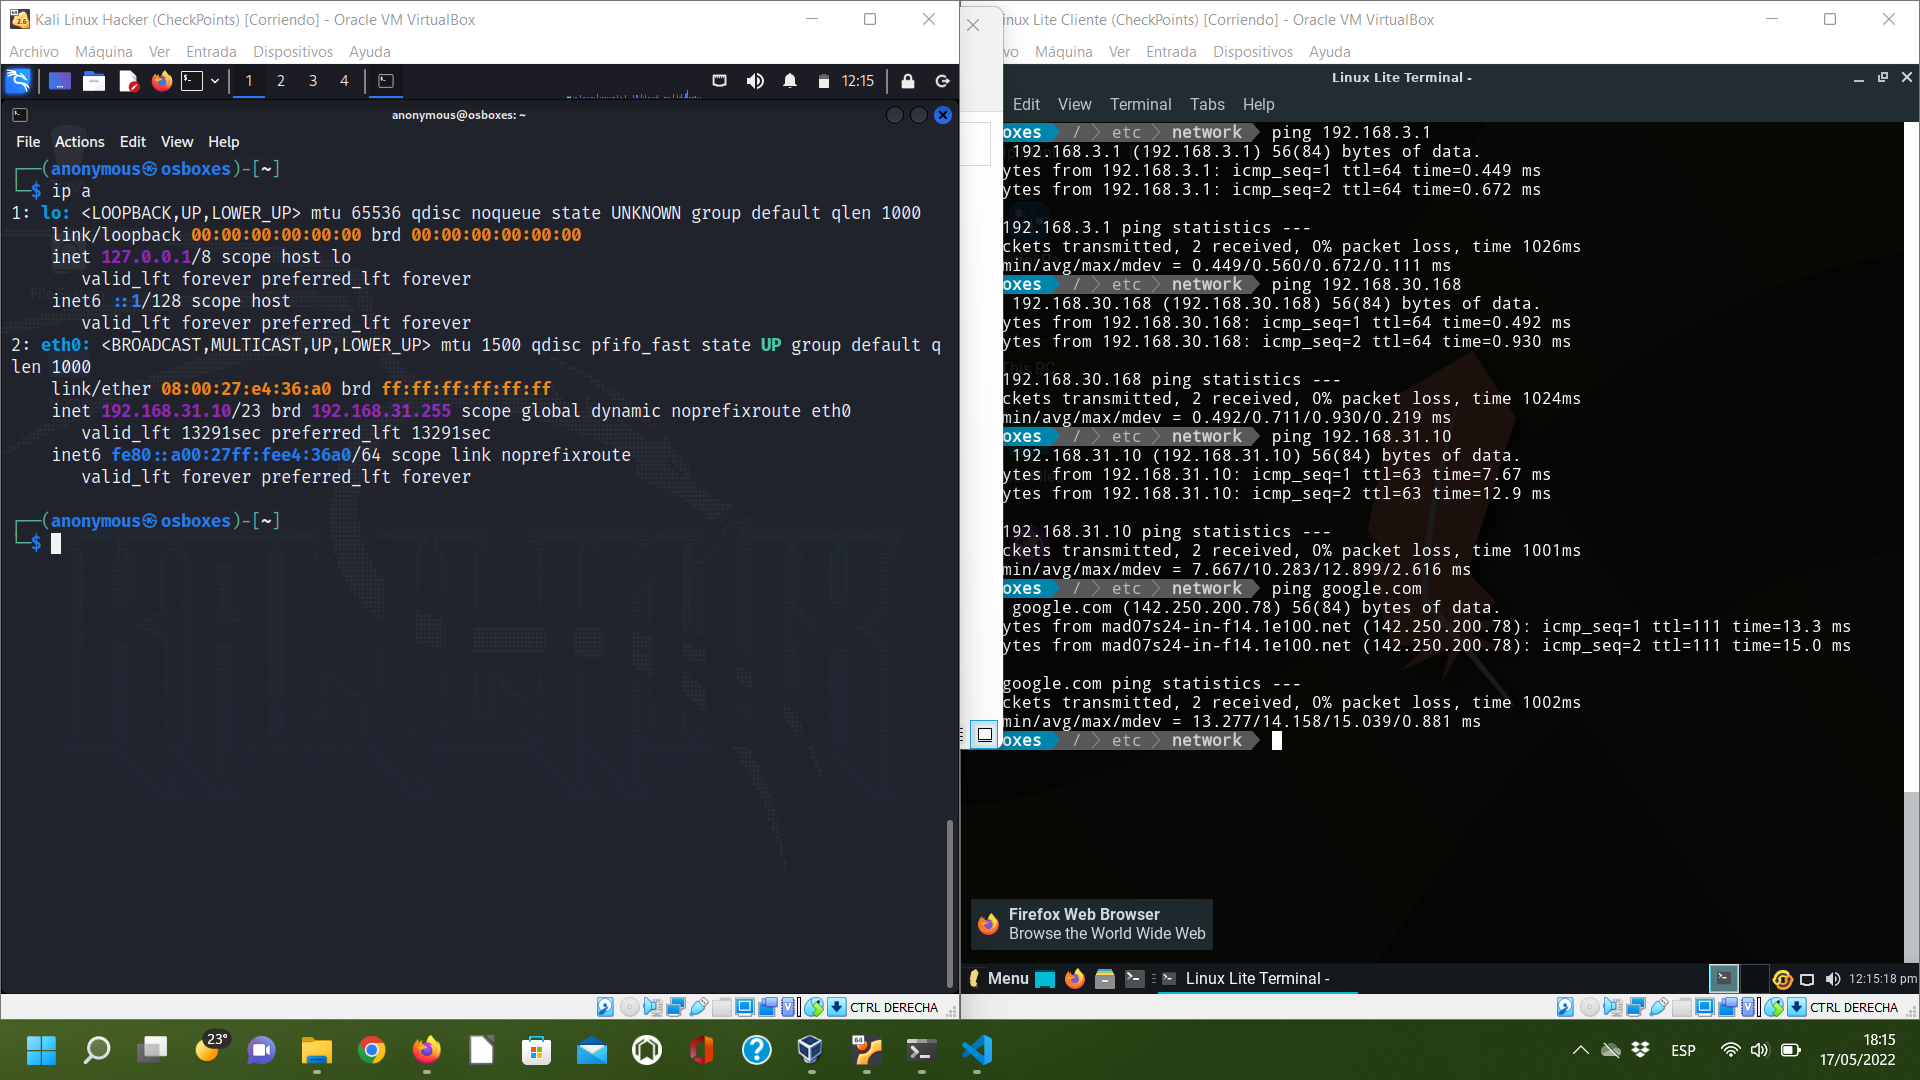 Kali Linux Hacker (CheckPoints) [Corriendo] - Oracle VM VirtualBox
Archivo Máquina Ver Entrada Dispositivos Ayuda
1 2 3 4 12:15
anonymous@osboxes: ~
File Actions Edit View Help
(anonymous㉿osboxes)-[~]
$ ip a
1: lo: <LOOPBACK,UP,LOWER_UP> mtu 65536 qdisc noqueue state UNKNOWN group default qlen 1000
link/loopback 00:00:00:00:00:00 brd 00:00:00:00:00:00
inet 127.0.0.1/8 scope host lo
valid_lft forever preferred_lft forever
inet6 ::1/128 scope host
valid_lft forever preferred_lft forever
2: eth0: <BROADCAST,MULTICAST,UP,LOWER_UP> mtu 1500 qdisc pfifo_fast state UP group default q
len 1000
link/ether 08:00:27:e4:36:a0 brd ff:ff:ff:ff:ff:ff
inet 192.168.31.10/23 brd 192.168.31.255 scope global dynamic noprefixroute eth0
valid_lft 13291sec preferred_lft 13291sec
inet6 fe80::a00:27ff:fee4:36a0/64 scope link noprefixroute
valid_lft forever preferred_lft forever
(anonymous㉿osboxes)-[~]
$
CTRL DERECHA
inux Lite Cliente (CheckPoints) [Corriendo] - Oracle VM VirtualBox
vo Máquina Ver Entrada Dispositivos Ayuda
Linux Lite Terminal -
Edit View Terminal Tabs Help
oxes / etc network ping 192.168.3.1
192.168.3.1 (192.168.3.1) 56(84) bytes of data.
ytes from 192.168.3.1: icmp_seq=1 ttl=64 time=0.449 ms
ytes from 192.168.3.1: icmp_seq=2 ttl=64 time=0.672 ms
192.168.3.1 ping statistics ---
ckets transmitted, 2 received, 0% packet loss, time 1026ms
min/avg/max/mdev = 0.449/0.560/0.672/0.111 ms
oxes / etc network ping 192.168.30.168
192.168.30.168 (192.168.30.168) 56(84) bytes of data.
ytes from 192.168.30.168: icmp_seq=1 ttl=64 time=0.492 ms
ytes from 192.168.30.168: icmp_seq=2 ttl=64 time=0.930 ms
192.168.30.168 ping statistics ---
ckets transmitted, 2 received, 0% packet loss, time 1024ms
min/avg/max/mdev = 0.492/0.711/0.930/0.219 ms
oxes / etc network ping 192.168.31.10
192.168.31.10 (192.168.31.10) 56(84) bytes of data.
ytes from 192.168.31.10: icmp_seq=1 ttl=63 time=7.67 ms
ytes from 192.168.31.10: icmp_seq=2 ttl=63 time=12.9 ms
192.168.31.10 ping statistics ---
ckets transmitted, 2 received, 0% packet loss, time 1001ms
min/avg/max/mdev = 7.667/10.283/12.899/2.616 ms
oxes / etc network ping google.com
google.com (142.250.200.78) 56(84) bytes of data.
ytes from mad07s24-in-f14.1e100.net (142.250.200.78): icmp_seq=1 ttl=111 time=13.3 ms
ytes from mad07s24-in-f14.1e100.net (142.250.200.78): icmp_seq=2 ttl=111 time=15.0 ms
google.com ping statistics ---
ckets transmitted, 2 received, 0% packet loss, time 1002ms
min/avg/max/mdev = 13.277/14.158/15.039/0.881 ms
oxes / etc network
Firefox Web Browser
Browse the World Wide Web
Menu Linux Lite Terminal - 12:15:18 pm
CTRL DERECHA
23° ESP 18:15
17/05/2022